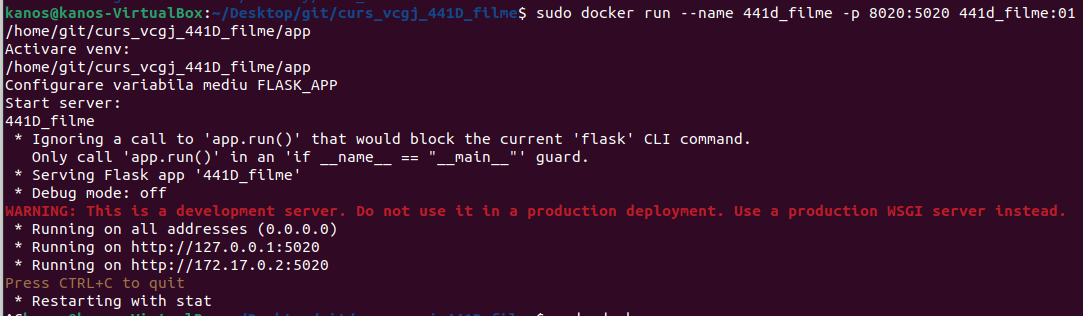 kanos@kanos-VirtualBox:~/Desktop/git/curs_vcgj_441D_filme$ sudo docker run --name 441d_filme -p 8020:5020 441d_filme:01
/home/git/curs_vcgj_441D_filme/app
Activare venv:
/home/git/curs_vcgj_441D_filme/app
Configurare variabila mediu FLASK_APP
Start server:
441D_filme
 * Ignoring a call to 'app.run()' that would block the current 'flask' CLI command.
   Only call 'app.run()' in an 'if __name__ == "__main__"' guard.
 * Serving Flask app '441D_filme'
 * Debug mode: off
WARNING: This is a development server. Do not use it in a production deployment. Use a production WSGI server instead.
 * Running on all addresses (0.0.0.0)
 * Running on http://127.0.0.1:5020
 * Running on http://172.17.0.2:5020
Press CTRL+C to quit
 * Restarting with stat